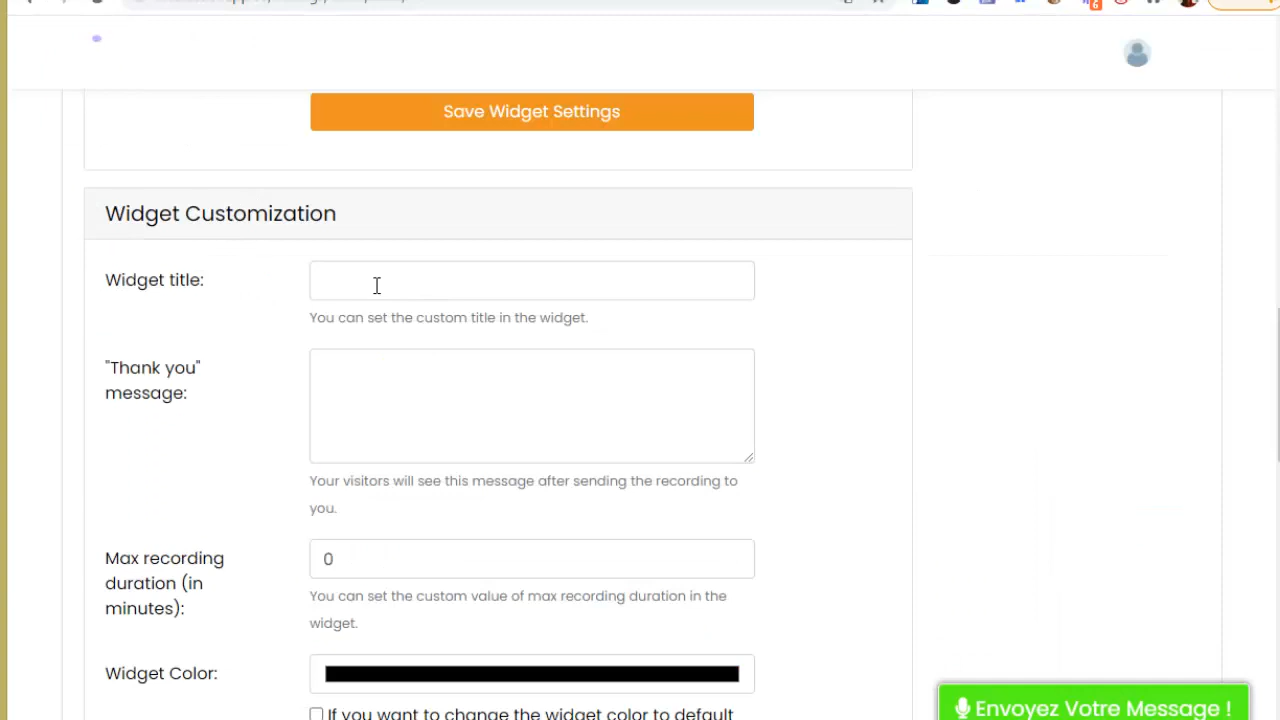 6
Save Widget Settings
Widget Customization
Widget title:
You can set the custom title in the widget.
"Thank you"
message:
Your visitors will see this message after sending the recording to
you.
Max recording
duration (in
minutes):
0
You can set the custom value of max recording duration in the
widget.
Widget Color:
If you want to change the widget color to default
Envoyez Votre Message !